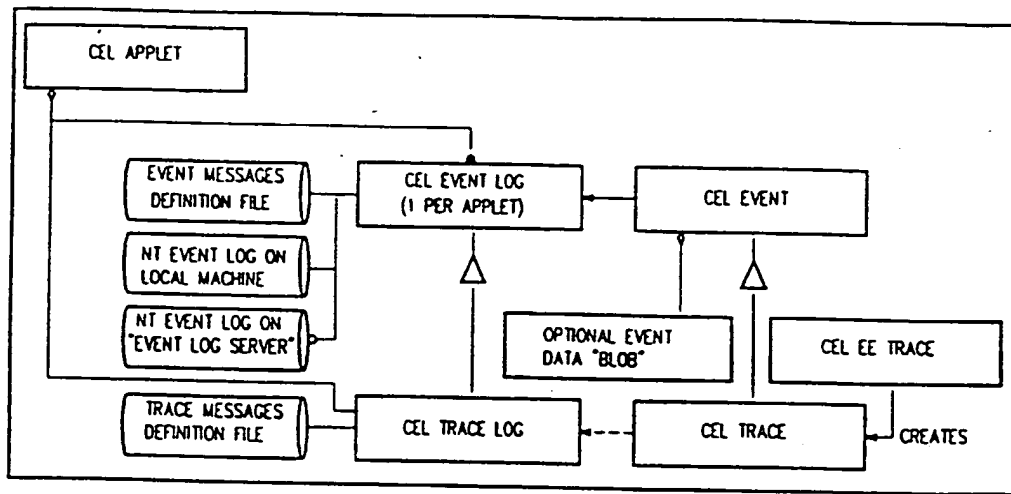 CEL APPLET
EVENT MESSAGES
DEFINITION FILE
CEL EVENT LOG
(1 PER APPLET)
CEL EVENT
NT EVENT LOG ON
LOCAL MACHINE
NT EVENT LOG ON
"EVENT LOG SERVER"
OPTIONAL EVENT
DATA "BLOB"
CEL EE TRACE
TRACE MESSAGES
DEFINITION FILE
CEL TRACE LOG
CEL TRACE
CREATES